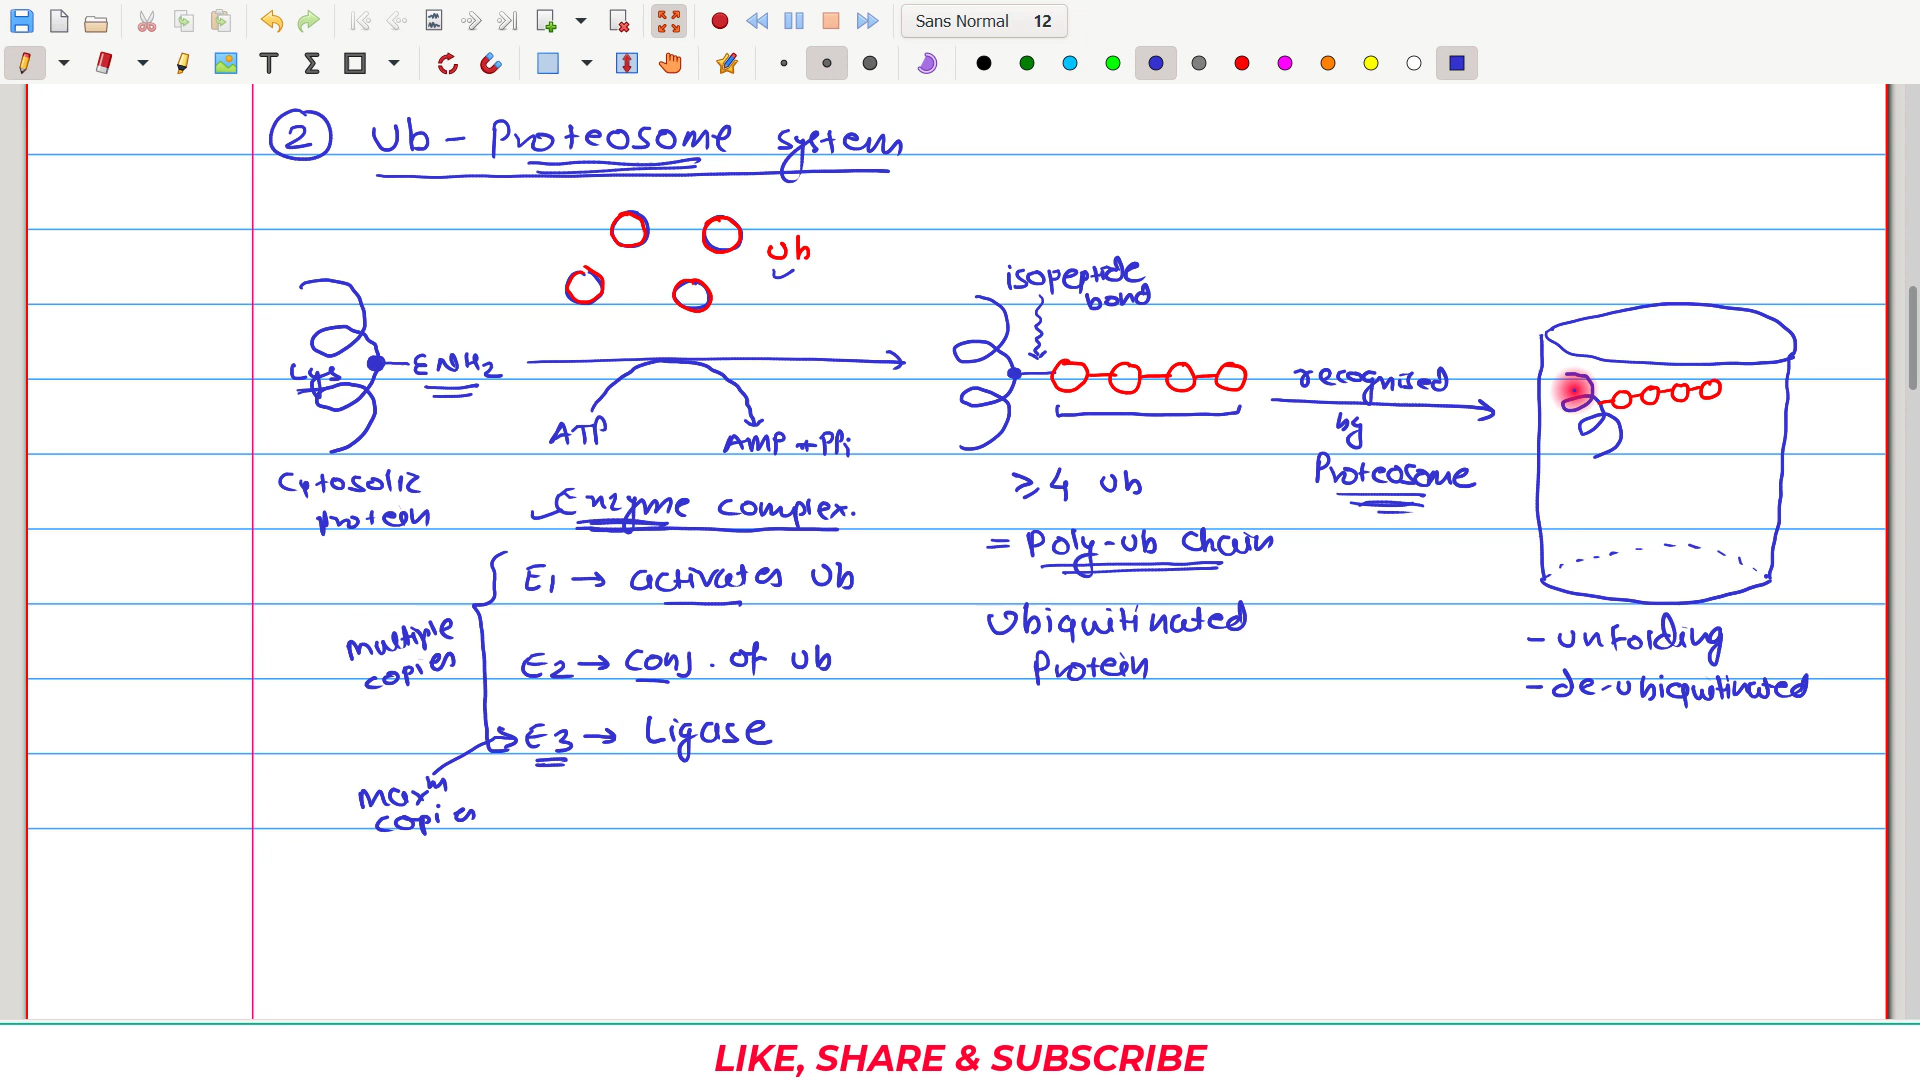 Sans Normal 12
2 Ub - Proteosome system
Ub
isopeptide
bond
Lys
ENH2
ATP
AMP + PPi
recognised
by
Proteosome
Cytosolic
protein
Enzyme complex.
≥ 4 Ub
= Poly-Ub chain
E1 → activates Ub
Ubiquitinated
Protein
multiple
copies
E2 → conj. of Ub
- unfolding
- de-ubiquitinated
E3 → Ligase
maxm
copies
LIKE, SHARE & SUBSCRIBE